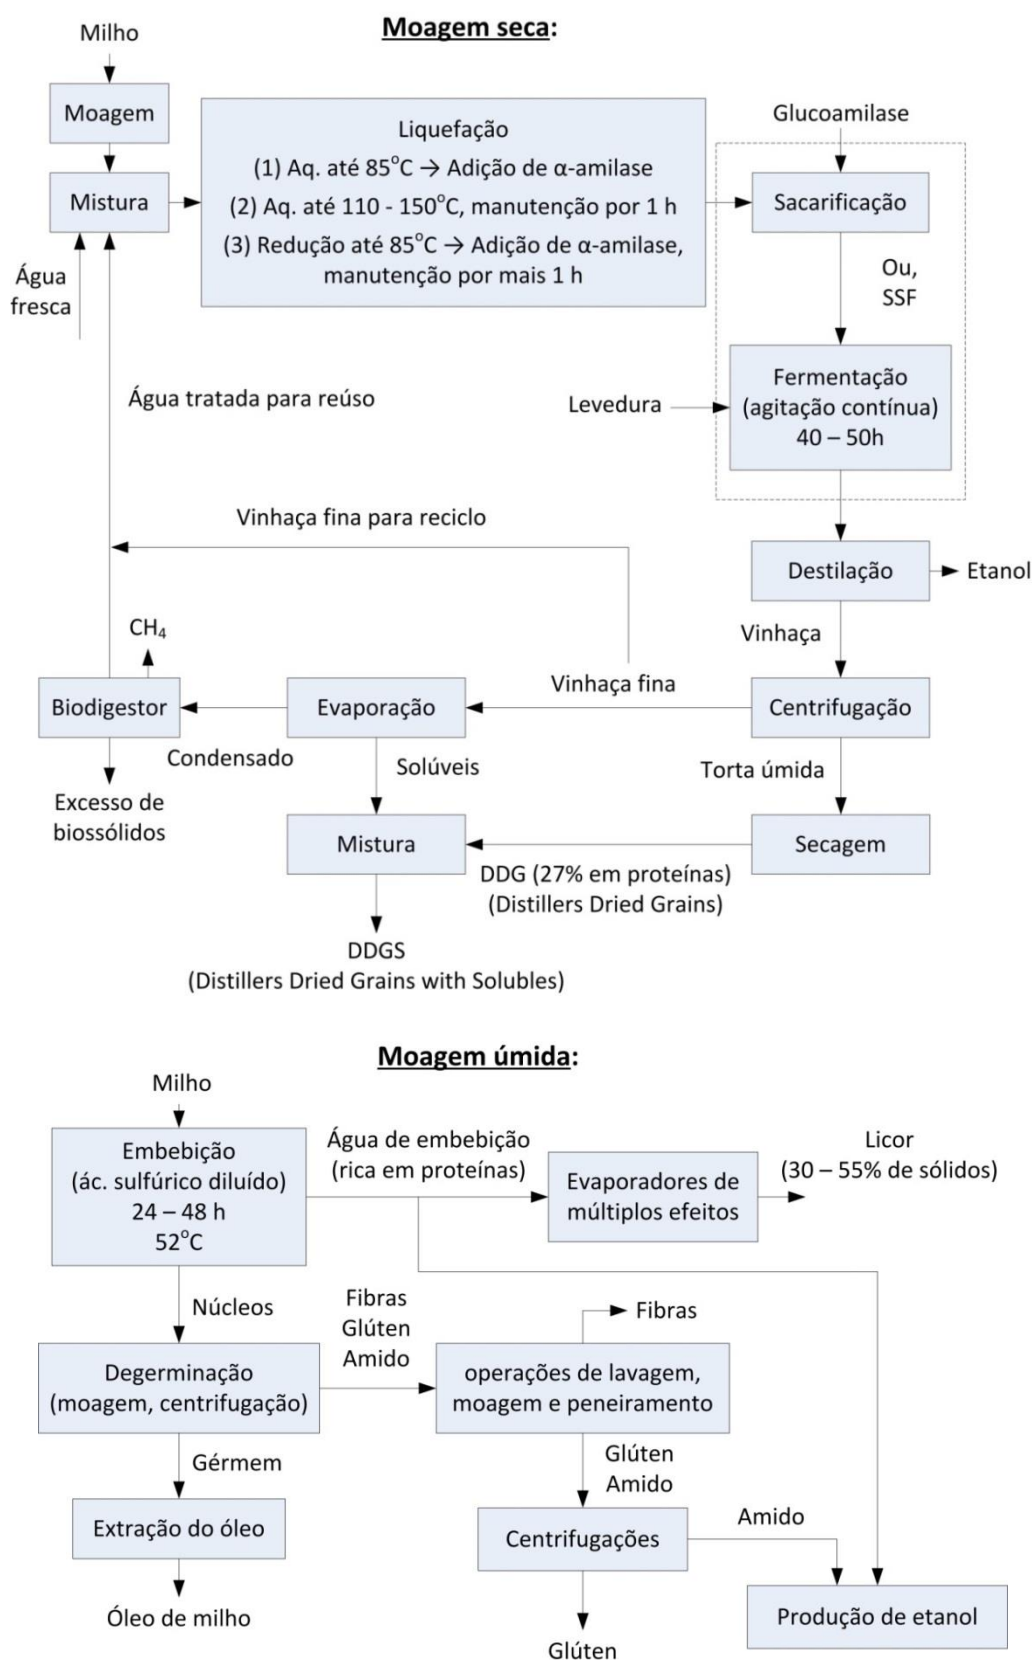 Moagem seca:
Milho
Moagem
Mistura
Água
fresca
Liquefação
(1) Aq. até 85°C → Adição de α-amilase
(2) Aq. até 110 - 150°C, manutenção por 1 h
(3) Redução até 85°C → Adição de α-amilase,
manutenção por mais 1 h
Glucoamilase
Sacarificação
Ou,
SSF
Levedura
Fermentação
(agitação contínua)
40 – 50h
Água tratada para reúso
Vinhaça fina para reciclo
Destilação
Etanol
Vinhaça
CH₄
Biodigestor
Condensado
Evaporação
Vinhaça fina
Centrifugação
Excesso de
biossólidos
Solúveis
Torta úmida
Mistura
DDG (27% em proteínas)
(Distillers Dried Grains)
Secagem
DDGS
(Distillers Dried Grains with Solubles)
Moagem úmida:
Milho
Embebição
(ác. sulfúrico diluído)
24 – 48 h
52°C
Água de embebição
(rica em proteínas)
Evaporadores de
múltiplos efeitos
Licor
(30 – 55% de sólidos)
Núcleos
Fibras
Glúten
Amido
Fibras
Degerminação
(moagem, centrifugação)
operações de lavagem,
moagem e peneiramento
Gérmem
Glúten
Amido
Extração do óleo
Centrifugações
Amido
Óleo de milho
Glúten
Produção de etanol